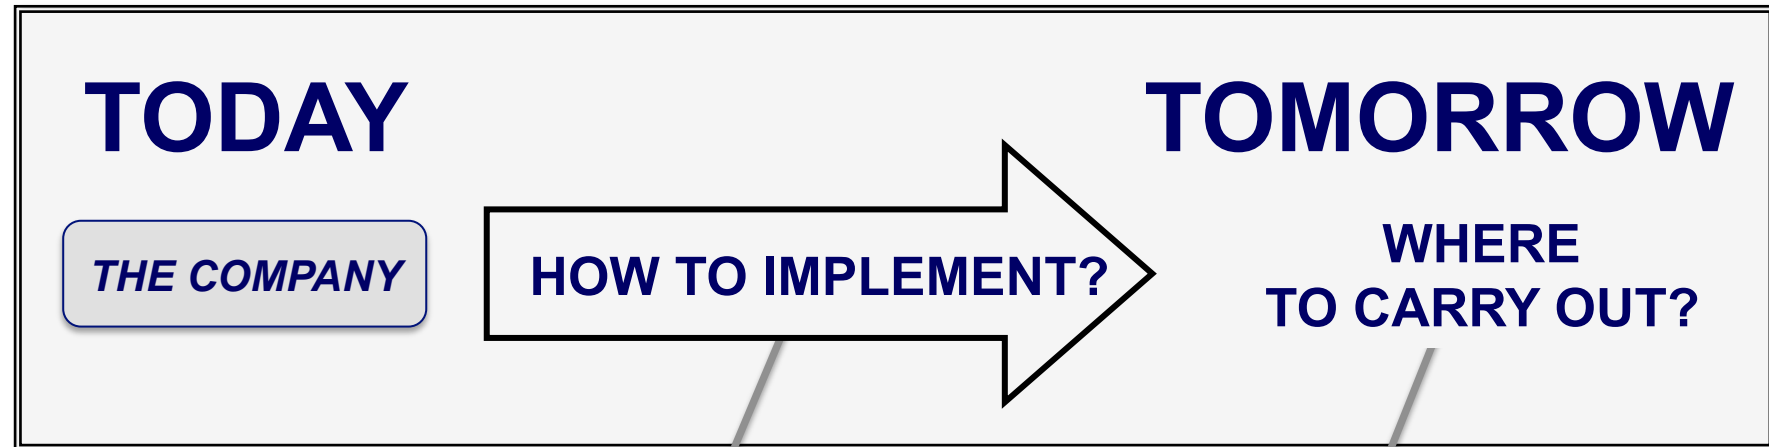 TODAY
TOMORROW
THE COMPANY
HOW TO IMPLEMENT?
WHERE
TO CARRY OUT?